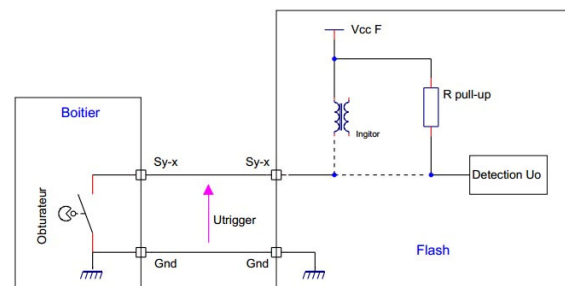 Vcc F
R pull-up
Boitier
Ingitor
Sy-x
Sy-x
Detection Uo
Obturateur
Utrigger
Gnd
Gnd
Flash